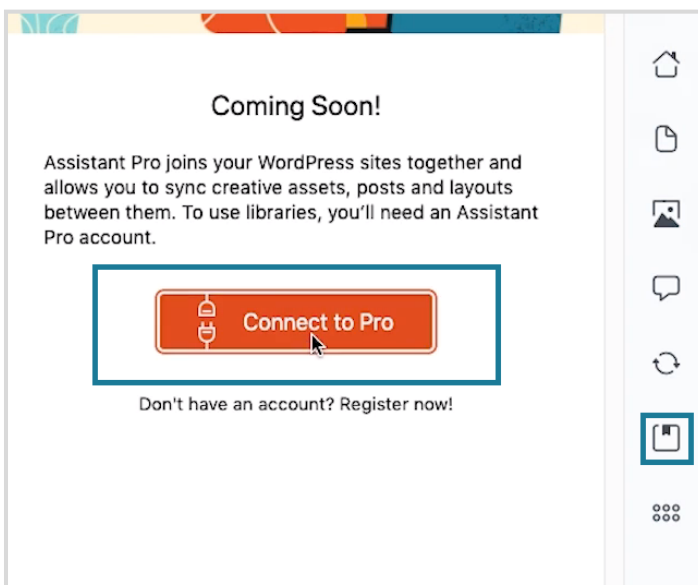 Coming Soon!
Assistant Pro joins your WordPress sites together and
allows you to sync creative assets, posts and layouts
between them. To use libraries, you’ll need an Assistant
Pro account.
Connect to Pro
Don't have an account? Register now!